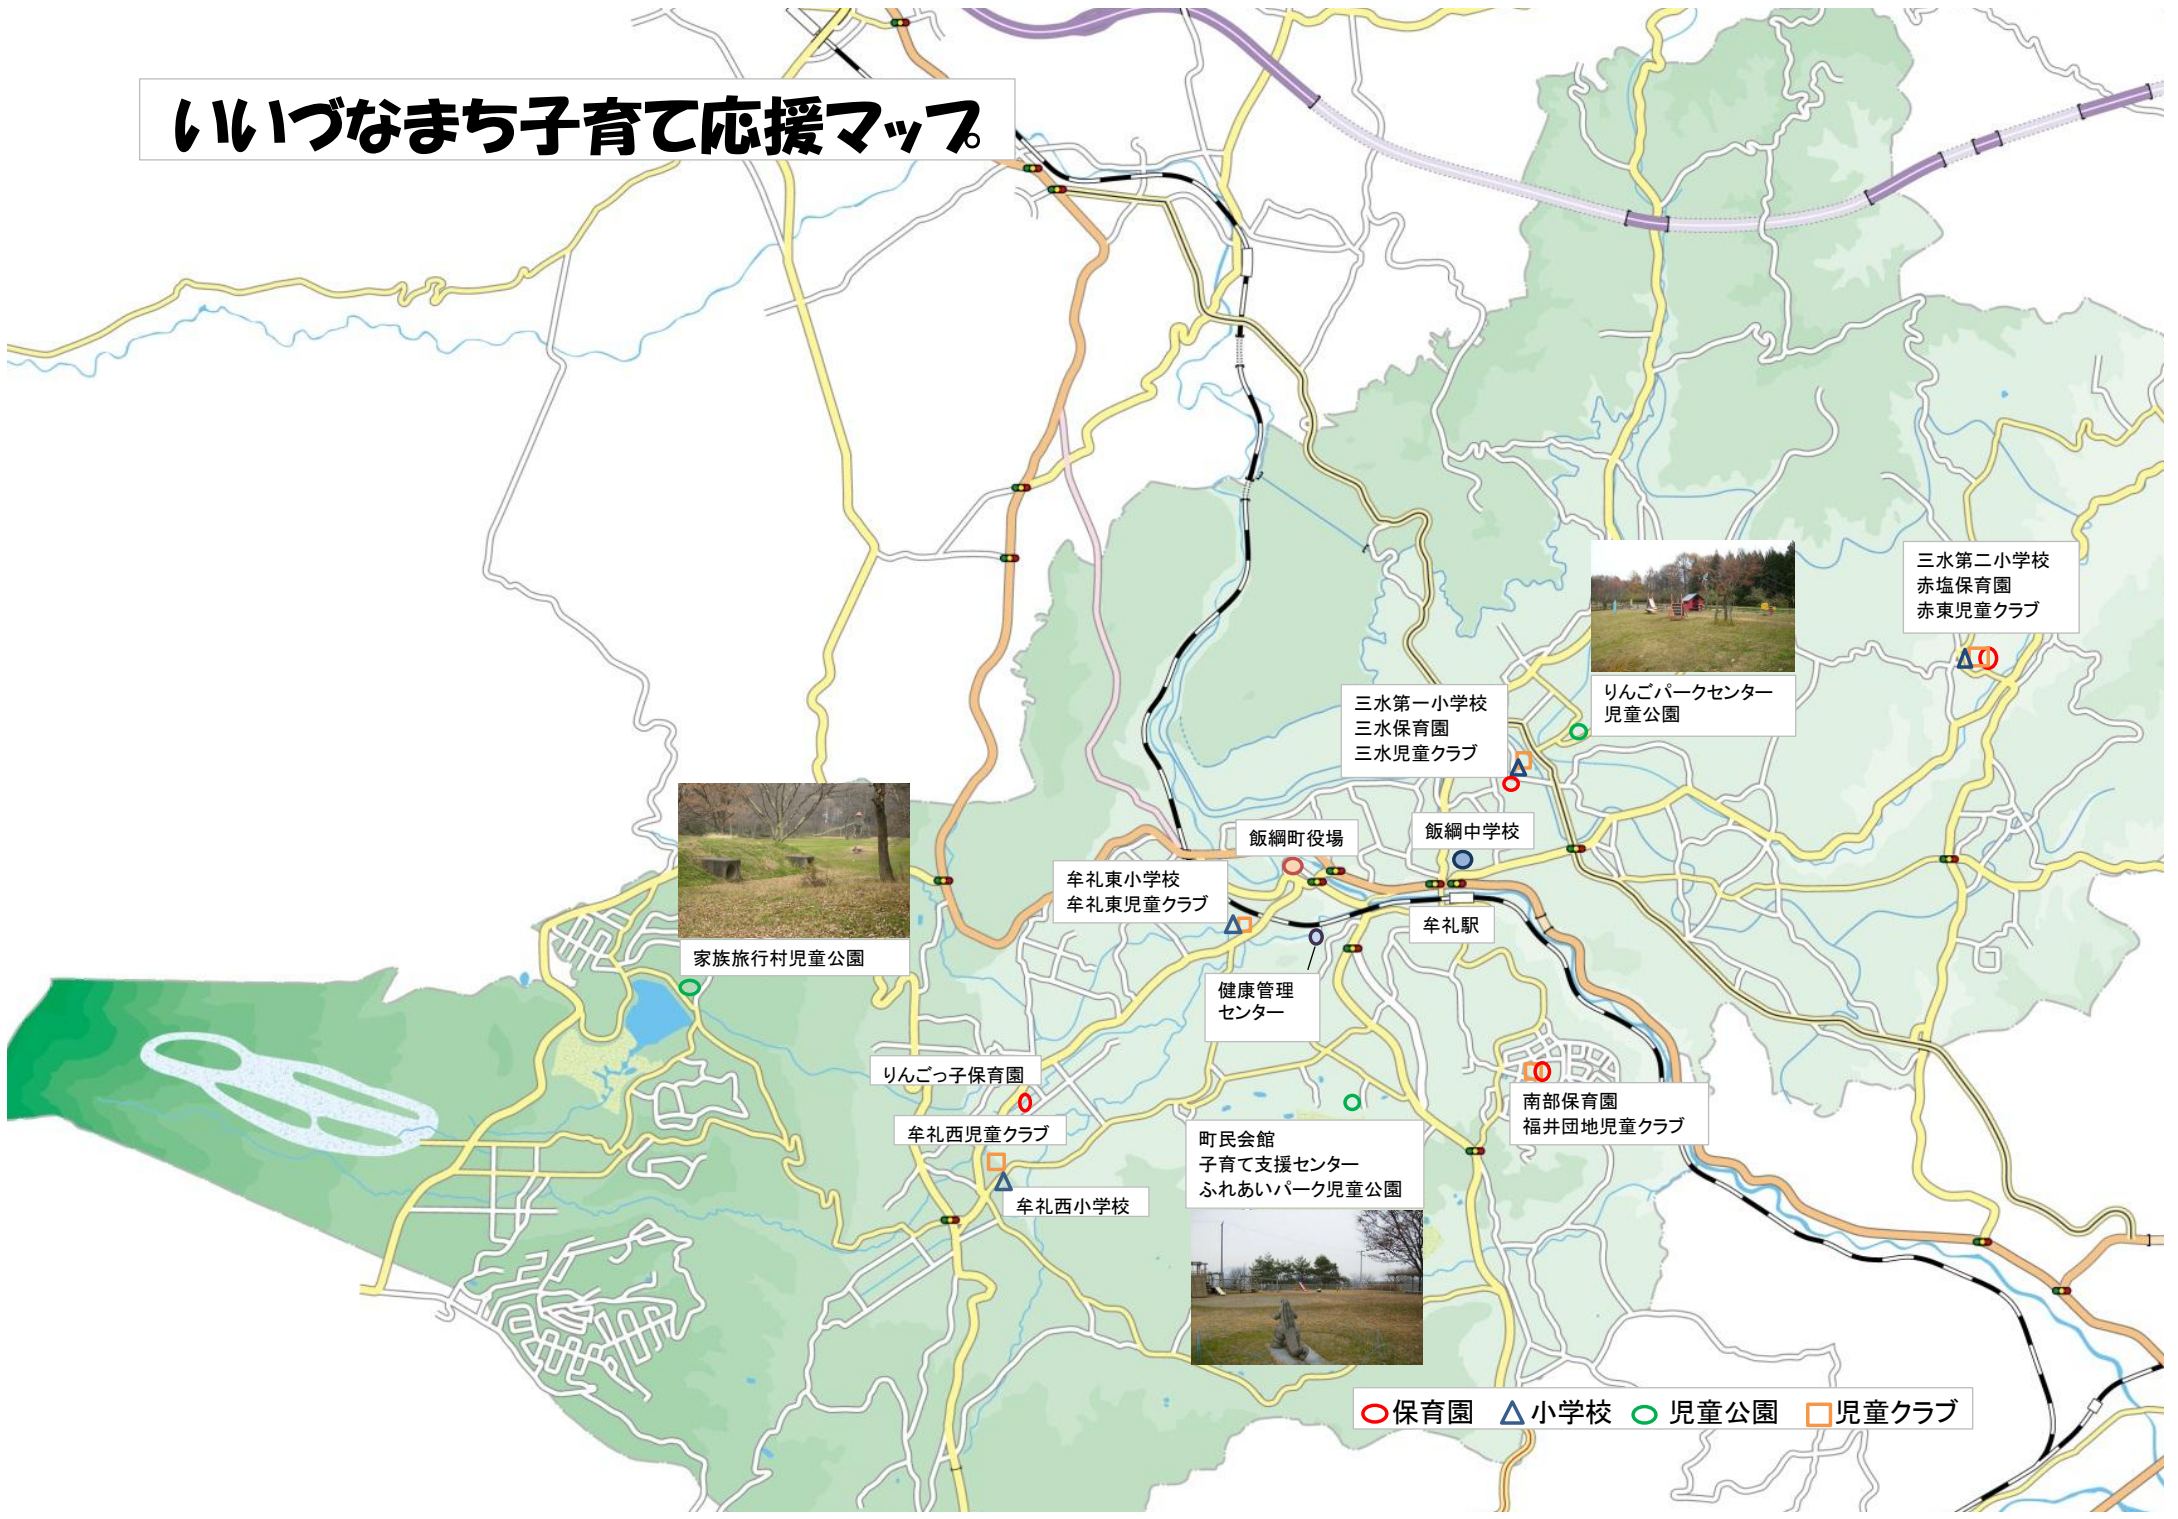 いいづなまち子育て応援マップ
三水第二小学校
赤塩保育園
赤東児童クラブ
りんごパークセンター
児童公園
三水第一小学校
三水保育園
三水児童クラブ
飯綱町役場
飯綱中学校
牟礼東小学校
牟礼東児童クラブ
牟礼駅
家族旅行村児童公園
健康管理
センター
りんごっ子保育園
牟礼西児童クラブ
牟礼西小学校
南部保育園
福井団地児童クラブ
町民会館
子育て支援センター
ふれあいパーク児童公園
保育園 小学校 児童公園 児童クラブ